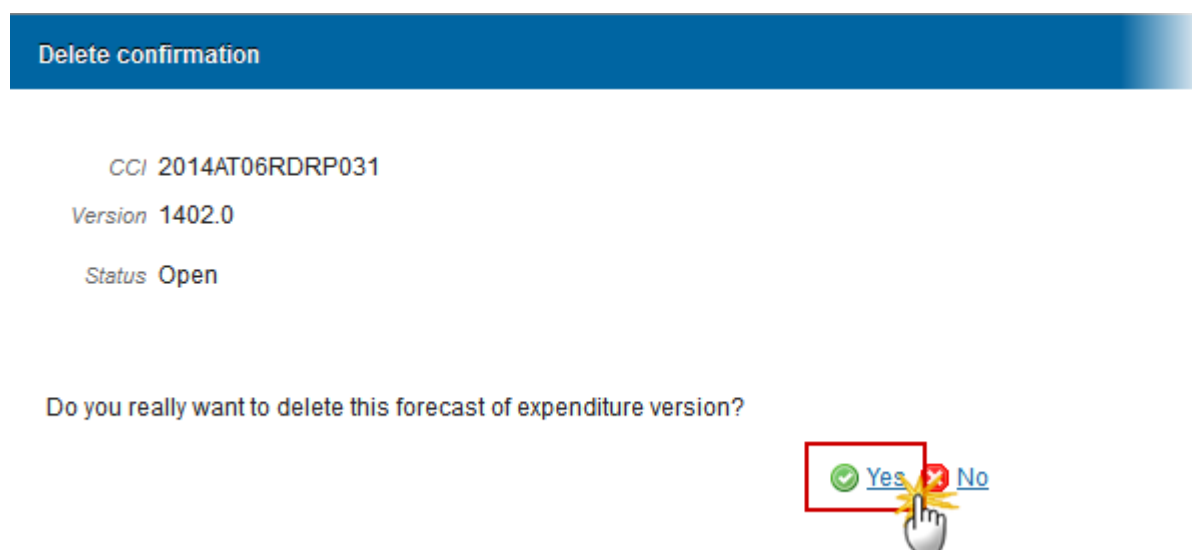 Delete confirmation
CCI 2014AT06RDRP031
Version 1402.0
Status Open
Do you really want to delete this forecast of expenditure version?
Yes No